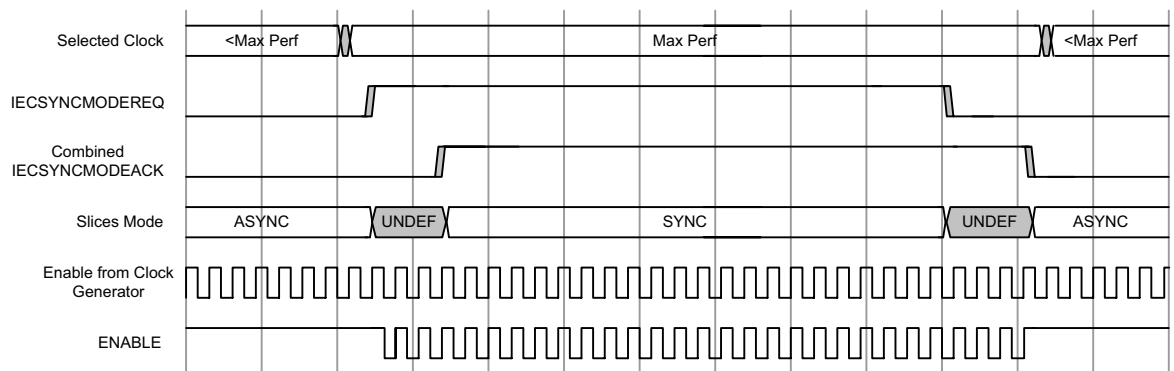 Selected Clock <Max Perf Max Perf <Max Perf
IECSYNCMODEREQ
Combined
IECSYNCMODEACK
Slices Mode ASYNC UNDEF SYNC UNDEF ASYNC
Enable from Clock
Generator
ENABLE